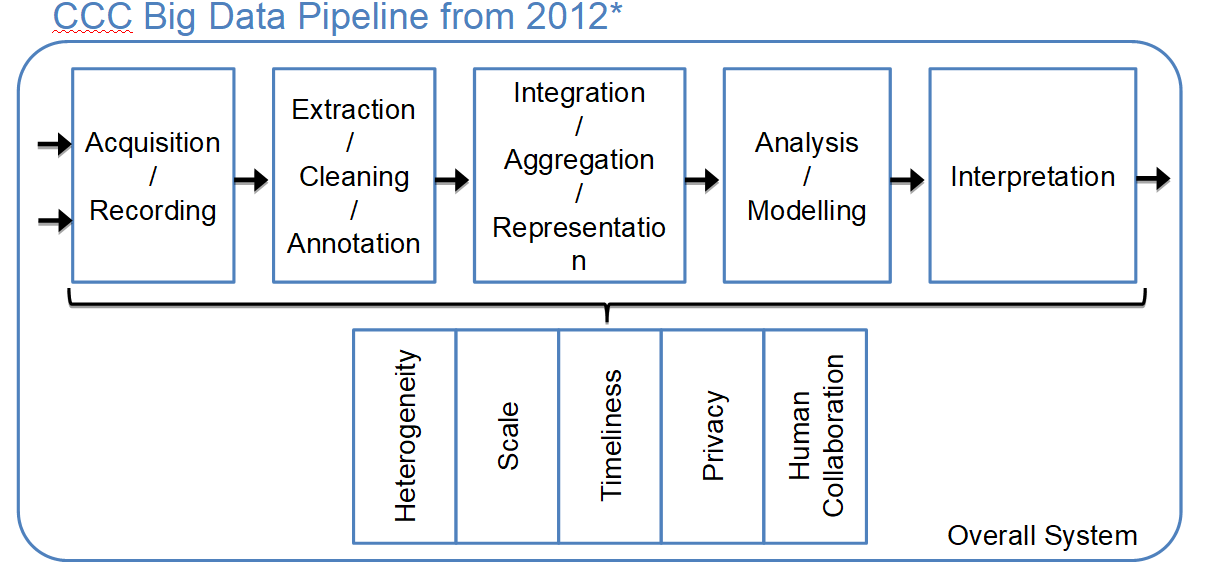 CCC Big Data Pipeline from 2012*
Acquisition
/
Recording
Extraction
/
Cleaning
/
Annotation
Integration
/
Aggregation
/
Representatio
n
Analysis
/
Modelling
Interpretation
Heterogeneity
Scale
Timeliness
Privacy
Human
Collaboration
Overall System